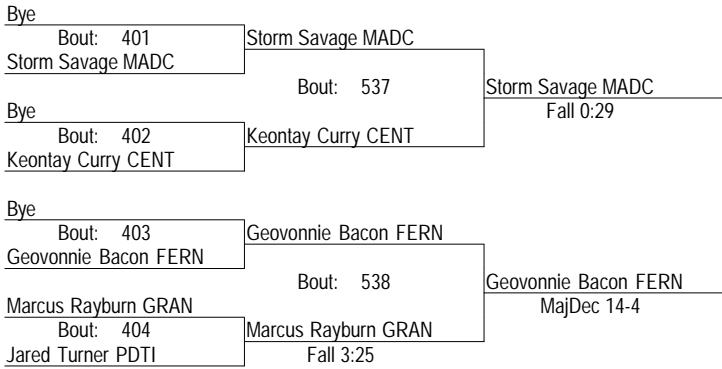 Bye
Bout: 401
Storm Savage MADC
Storm Savage MADC
Bout: 537
Storm Savage MADC
Fall 0:29
Bye
Bout: 402
Keontay Curry CENT
Keontay Curry CENT
Bye
Bout: 403
Geovonnie Bacon FERN
Geovonnie Bacon FERN
Bout: 538
Geovonnie Bacon FERN
MajDec 14-4
Marcus Rayburn GRAN
Bout: 404
Marcus Rayburn GRAN
Jared Turner PDTI
Fall 3:25